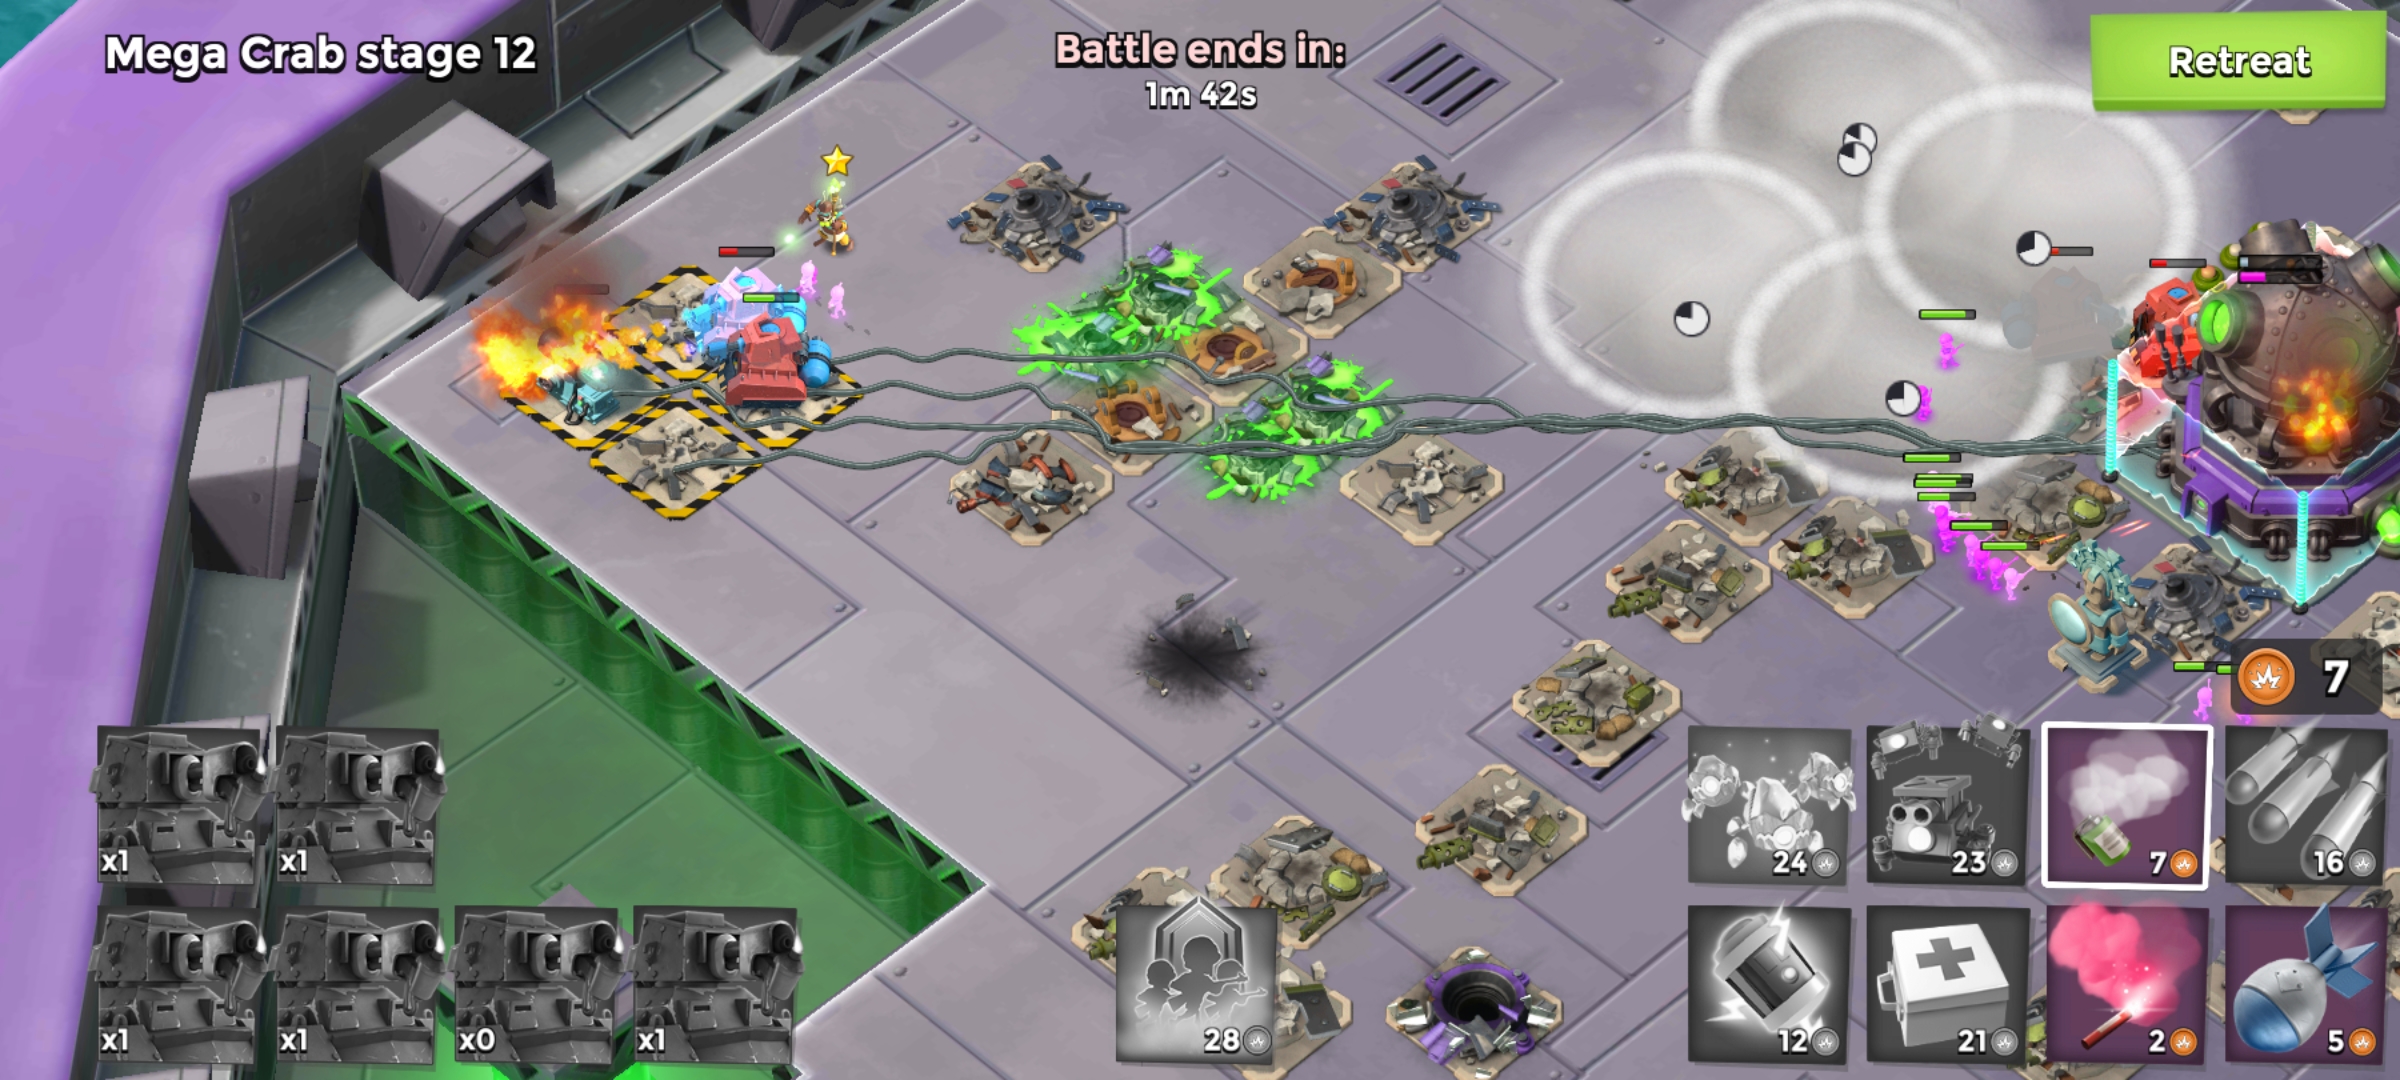 Mega Crab stage 12
Battle ends in:
1m 42s
Retreat
7
x1
x1
24
23
7
16
x1
x1
x0
x1
28
12
21
2
5